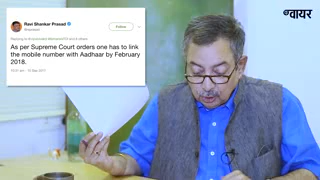 द वायर
Ravi Shankar Prasad
Follow
As per Supreme Court orders one has to link
the mobile number with Aadhaar by February
2018.